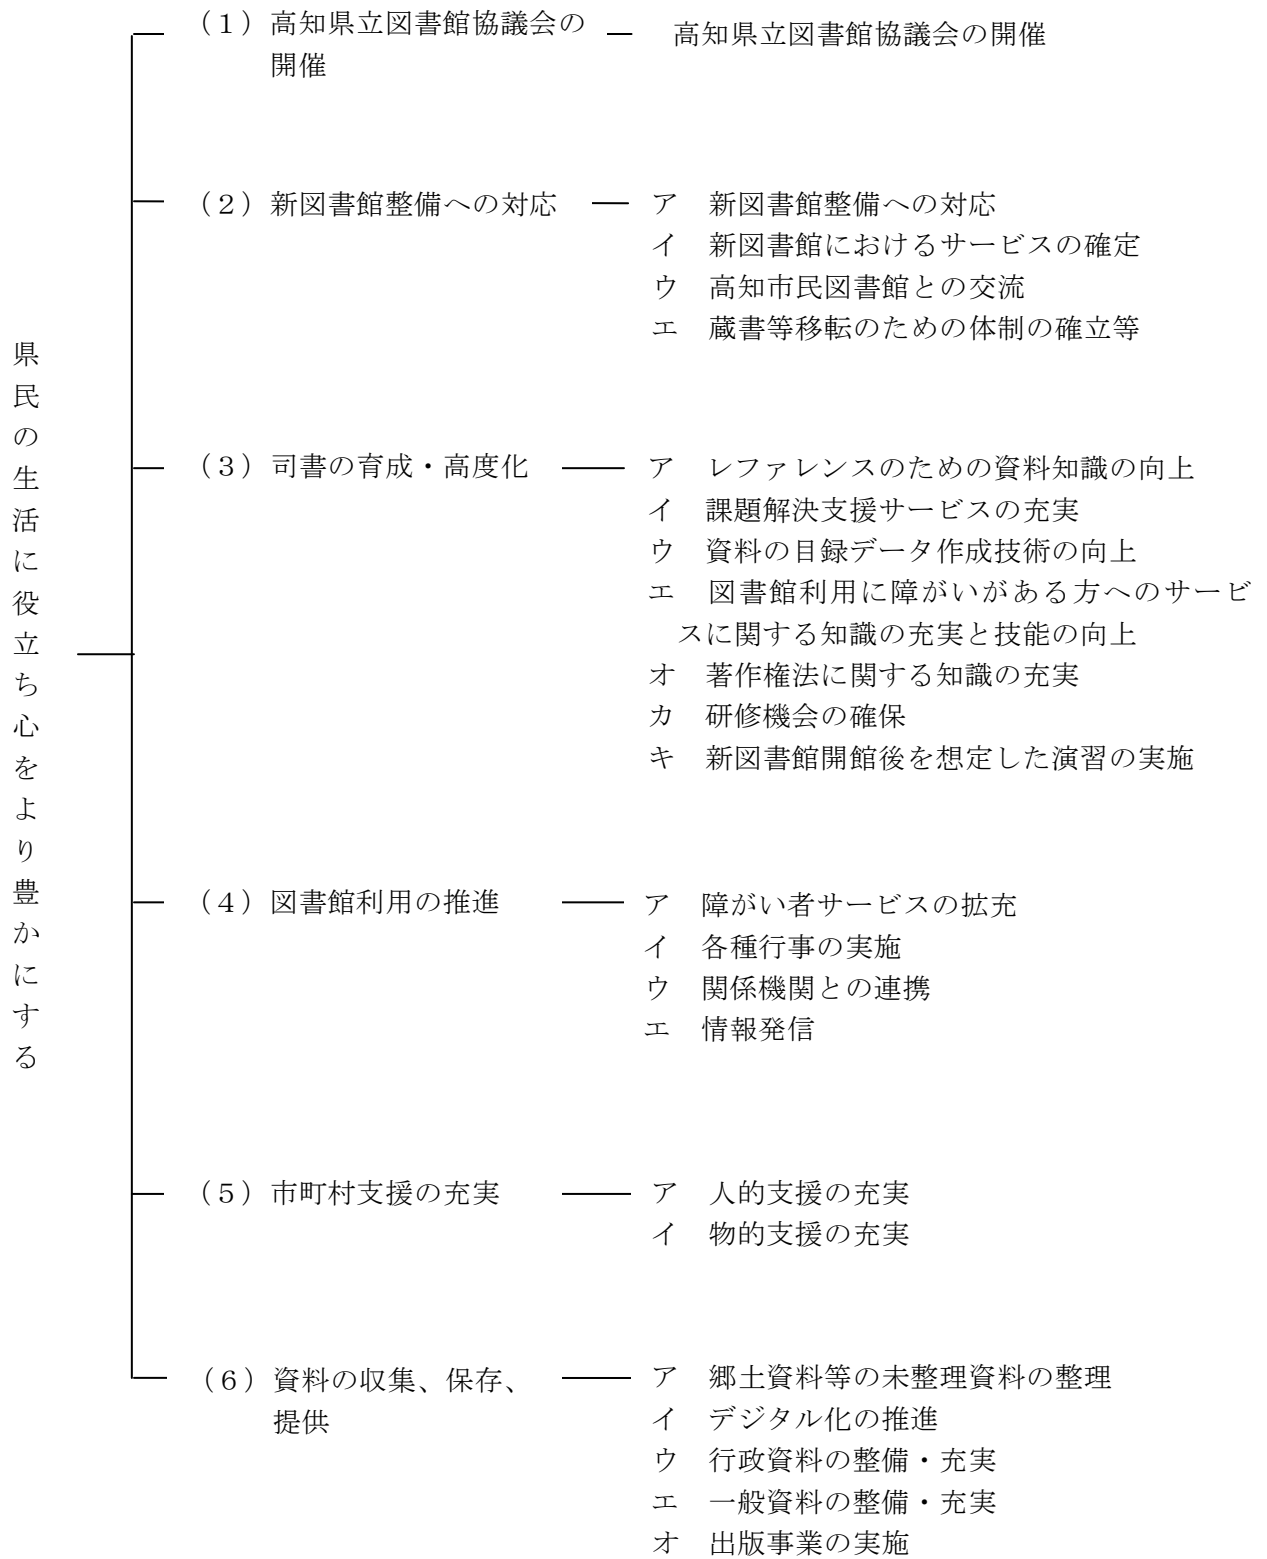 県民の生活に役立ち心をより豊かにする
（１）高知県立図書館協議会の
開催
高知県立図書館協議会の開催
（２）新図書館整備への対応
ア　新図書館整備への対応
イ　新図書館におけるサービスの確定
ウ　高知市民図書館との交流
エ　蔵書等移転のための体制の確立等
（３）司書の育成・高度化
ア　レファレンスのための資料知識の向上
イ　課題解決支援サービスの充実
ウ　資料の目録データ作成技術の向上
エ　図書館利用に障がいがある方へのサービ
スに関する知識の充実と技能の向上
オ　著作権法に関する知識の充実
カ　研修機会の確保
キ　新図書館開館後を想定した演習の実施
（４）図書館利用の推進
ア　障がい者サービスの拡充
イ　各種行事の実施
ウ　関係機関との連携
エ　情報発信
（５）市町村支援の充実
ア　人的支援の充実
イ　物的支援の充実
（６）資料の収集、保存、
提供
ア　郷土資料等の未整理資料の整理
イ　デジタル化の推進
ウ　行政資料の整備・充実
エ　一般資料の整備・充実
オ　出版事業の実施